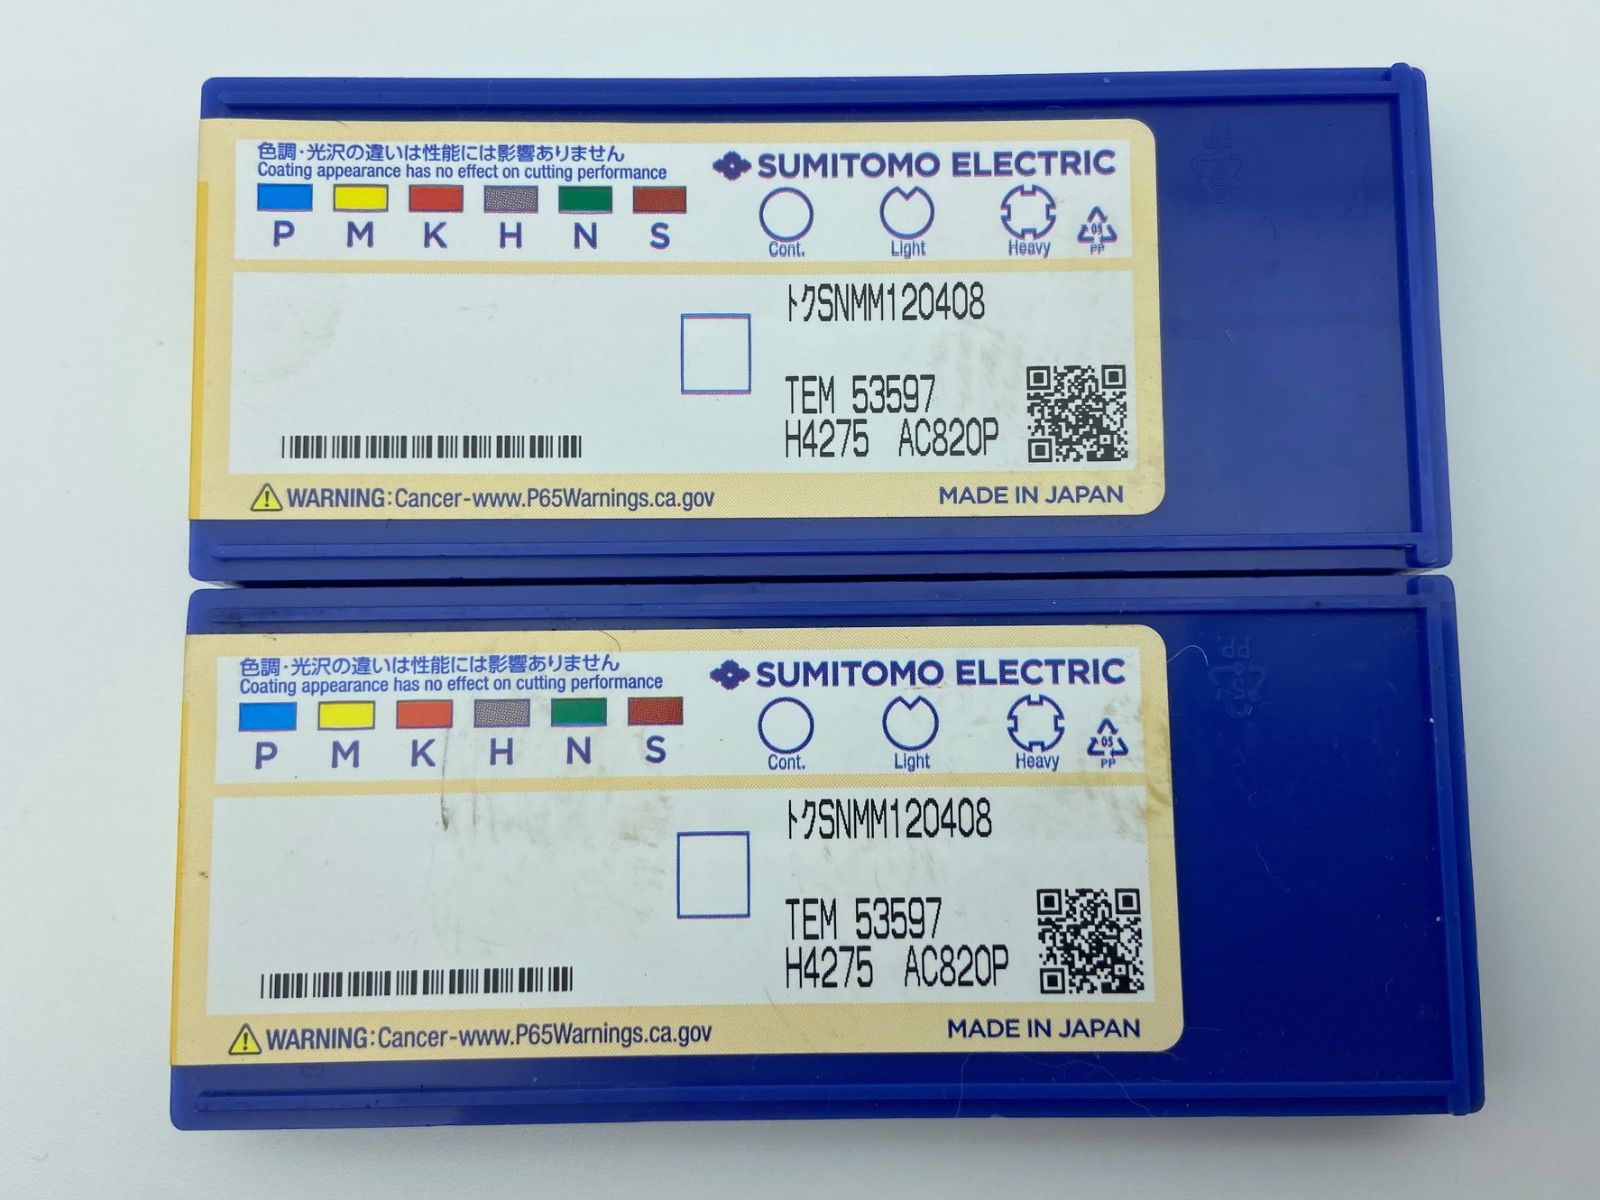 色調・光沢の違いは性能には影響ありません
Coating appearance has no effect on cutting performance
P M K H N S
SUMITOMO ELECTRIC
Cont. Light Heavy
05
PP
ﾄｸSNMM120408
TEM 53597
H4275 AC820P
WARNING: Cancer-www.P65Warnings.ca.gov
MADE IN JAPAN
色調・光沢の違いは性能には影響ありません
Coating appearance has no effect on cutting performance
P M K H N S
SUMITOMO ELECTRIC
Cont. Light Heavy
05
PP
ﾄｸSNMM120408
TEM 53597
H4275 AC820P
WARNING: Cancer-www.P65Warnings.ca.gov
MADE IN JAPAN